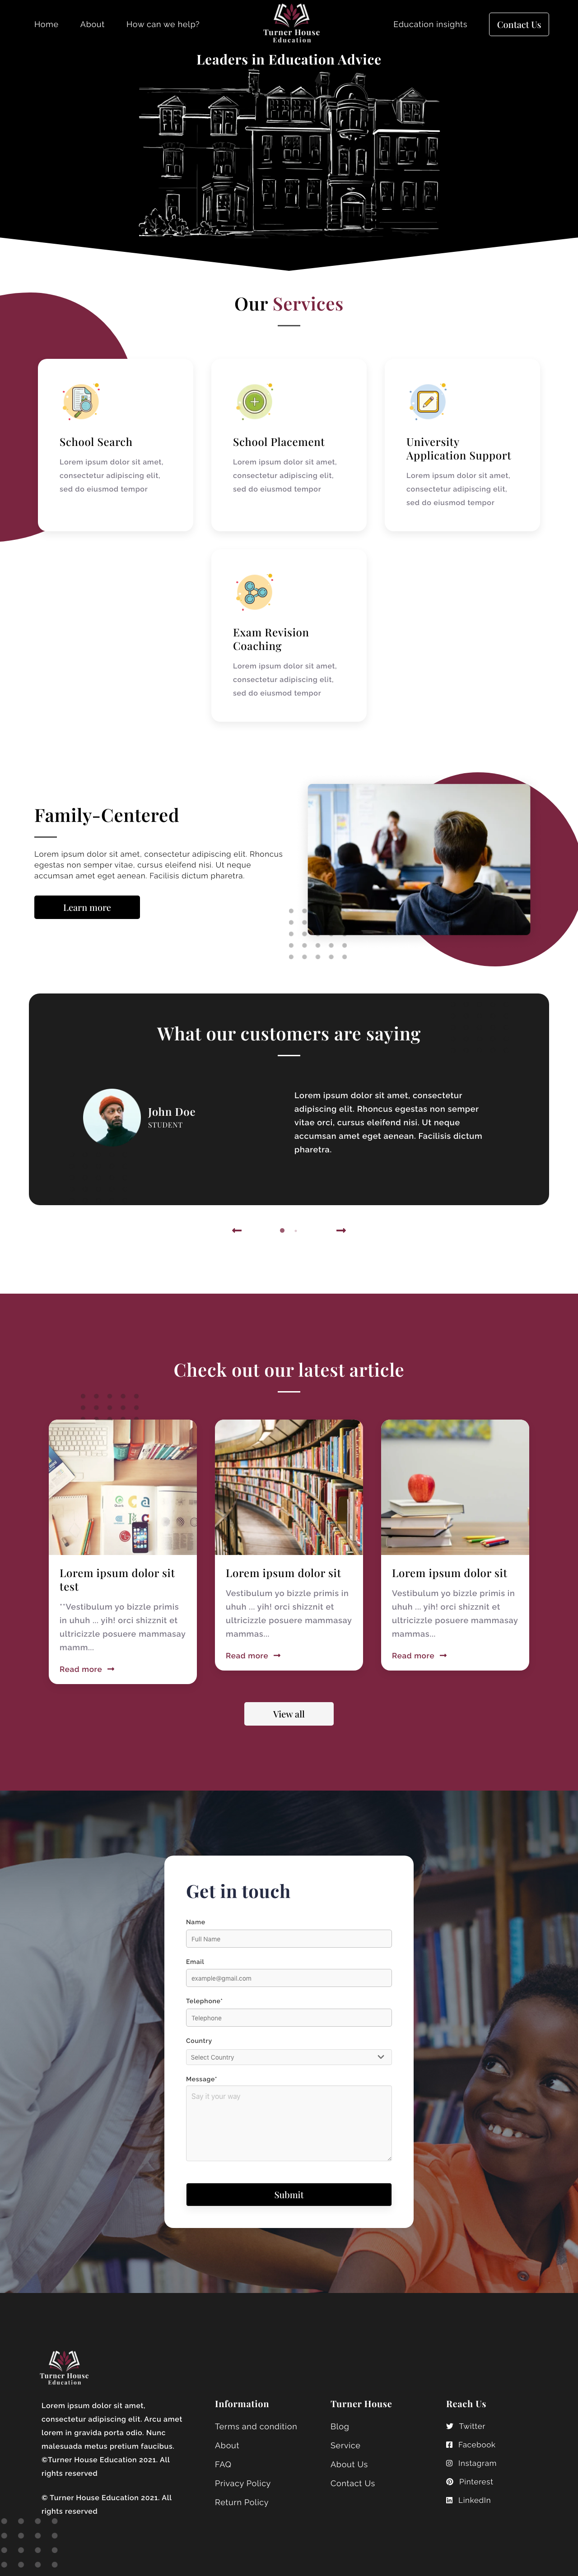 Home
About
How can we help?
Turner House
Education
Education insights
Contact Us
Leaders in Education Advice
Our Services
School Search
Lorem ipsum dolor sit amet,
consectetur adipiscing elit,
sed do eiusmod tempor
School Placement
Lorem ipsum dolor sit amet,
consectetur adipiscing elit,
sed do eiusmod tempor
University
Application Support
Lorem ipsum dolor sit amet,
consectetur adipiscing elit,
sed do eiusmod tempor
Exam Revision
Coaching
Lorem ipsum dolor sit amet,
consectetur adipiscing elit,
sed do eiusmod tempor
Family-Centered
Lorem ipsum dolor sit amet, consectetur adipiscing elit. Rhoncus
egestas non semper vitae, cursus eleifend nisi. Ut neque
accumsan amet eget aenean. Facilisis dictum pharetra.
Learn more
What our customers are saying
John Doe
STUDENT
Lorem ipsum dolor sit amet, consectetur
adipiscing elit. Rhoncus egestas non semper
vitae orci, cursus eleifend nisi. Ut neque
accumsan amet eget aenean. Facilisis dictum
pharetra.
Check out our latest article
Lorem ipsum dolor sit
test
**Vestibulum yo bizzle primis
in uhuh ... yih! orci shizznit et
ultricizzle posuere mammasay
mamm...
Read more
Lorem ipsum dolor sit
Vestibulum yo bizzle primis in
uhuh ... yih! orci shizznit et
ultricizzle posuere mammasay
mammas...
Read more
Lorem ipsum dolor sit
Vestibulum yo bizzle primis in
uhuh ... yih! orci shizznit et
ultricizzle posuere mammasay
mammas...
Read more
View all
Get in touch
Name
Full Name
Email
example@gmail.com
Telephone*
Telephone
Country
Select Country
Message*
Say it your way
Submit
Turner House
Education
Lorem ipsum dolor sit amet,
consectetur adipiscing elit. Arcu amet
lorem in gravida porta odio. Nunc
malesuada metus pretium faucibus.
©Turner House Education 2021. All
rights reserved
© Turner House Education 2021. All
rights reserved
Information
Terms and condition
About
FAQ
Privacy Policy
Return Policy
Turner House
Blog
Service
About Us
Contact Us
Reach Us
Twitter
Facebook
Instagram
Pinterest
LinkedIn